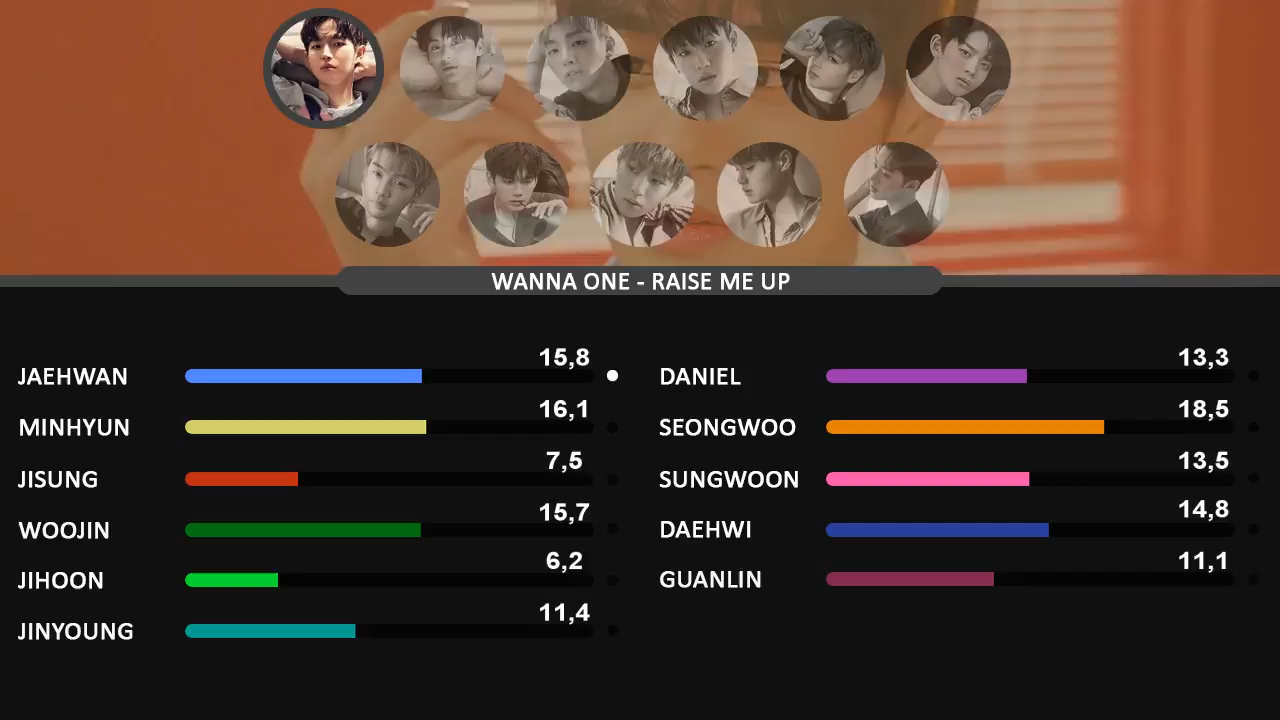 WANNA ONE - RAISE ME UP
JAEHWAN 15,8
MINHYUN 16,1
JISUNG 7,5
WOOJIN 15,7
JIHOON 6,2
JINYOUNG 11,4
DANIEL 13,3
SEONGWOO 18,5
SUNGWOON 13,5
DAEHWI 14,8
GUANLIN 11,1